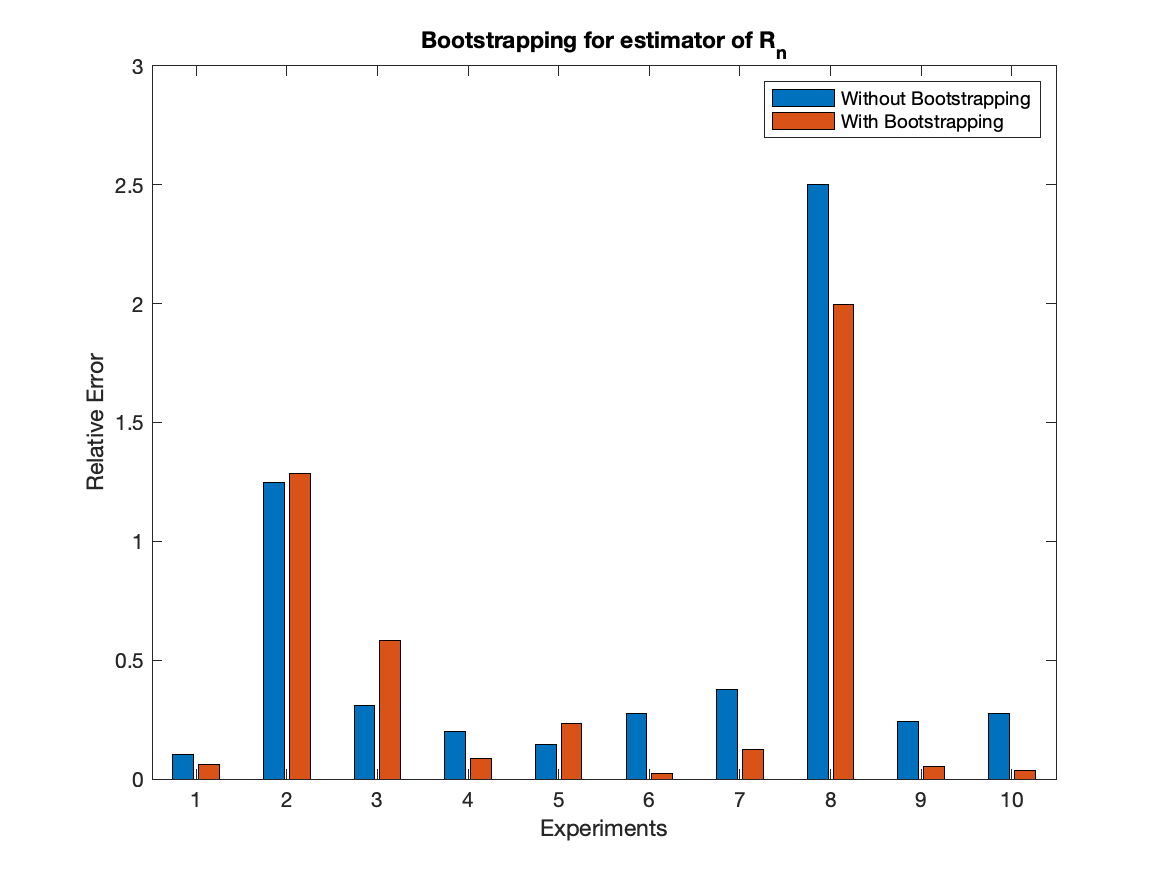 Bootstrapping for estimator of Rn
3
Without Bootstrapping
With Bootstrapping
2.5
2
1.5
1
0.5
0
Relative Error
1 2 3 4 5 6 7 8 9 10
Experiments